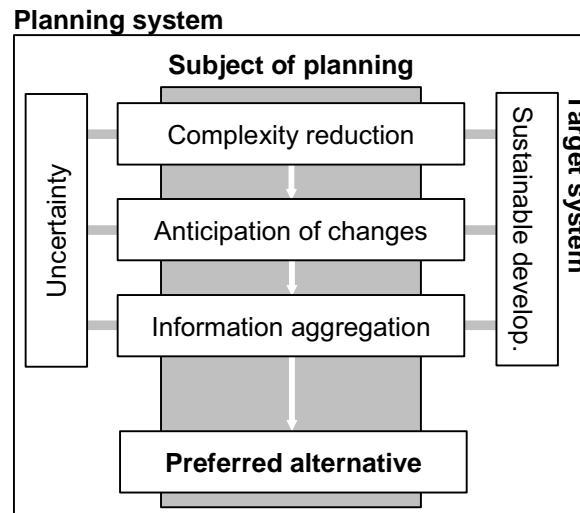 Planning system
Subject of planning
Complexity reduction
Anticipation of changes
Information aggregation
Preferred alternative
Uncertainty
Sustainable develop.
Target system